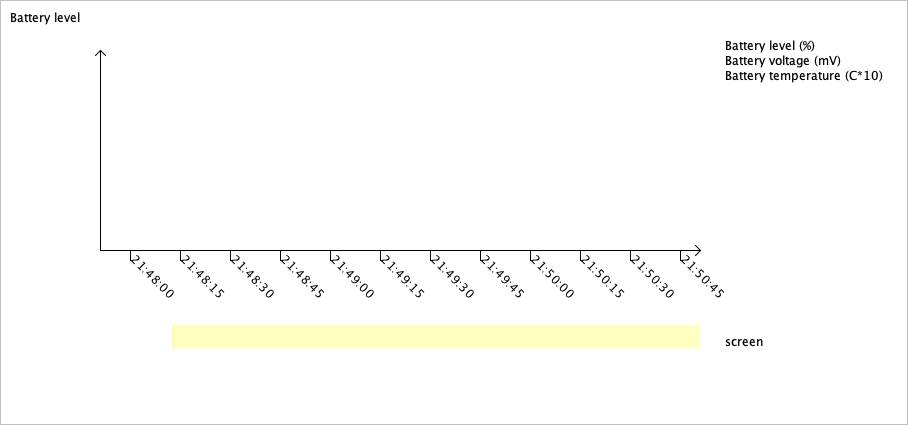 Battery level
Battery level (%)
Battery voltage (mV)
Battery temperature (C*10)
21:48:00
21:48:15
21:48:30
21:48:45
21:49:00
21:49:15
21:49:30
21:49:45
21:50:00
21:50:15
21:50:30
21:50:45
screen